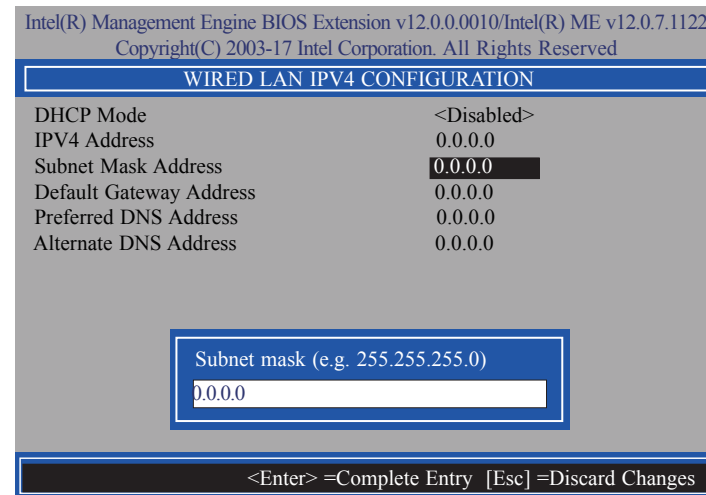 Intel(R) Management Engine BIOS Extension v12.0.0.0010/Intel(R) ME v12.0.7.1122
Copyright(C) 2003-17 Intel Corporation. All Rights Reserved
WIRED LAN IPV4 CONFIGURATION
DHCP Mode <Disabled>
IPV4 Address 0.0.0.0
Subnet Mask Address 0.0.0.0
Default Gateway Address 0.0.0.0
Preferred DNS Address 0.0.0.0
Alternate DNS Address 0.0.0.0
Subnet mask (e.g. 255.255.255.0)
0.0.0.0
<Enter> =Complete Entry [Esc] =Discard Changes